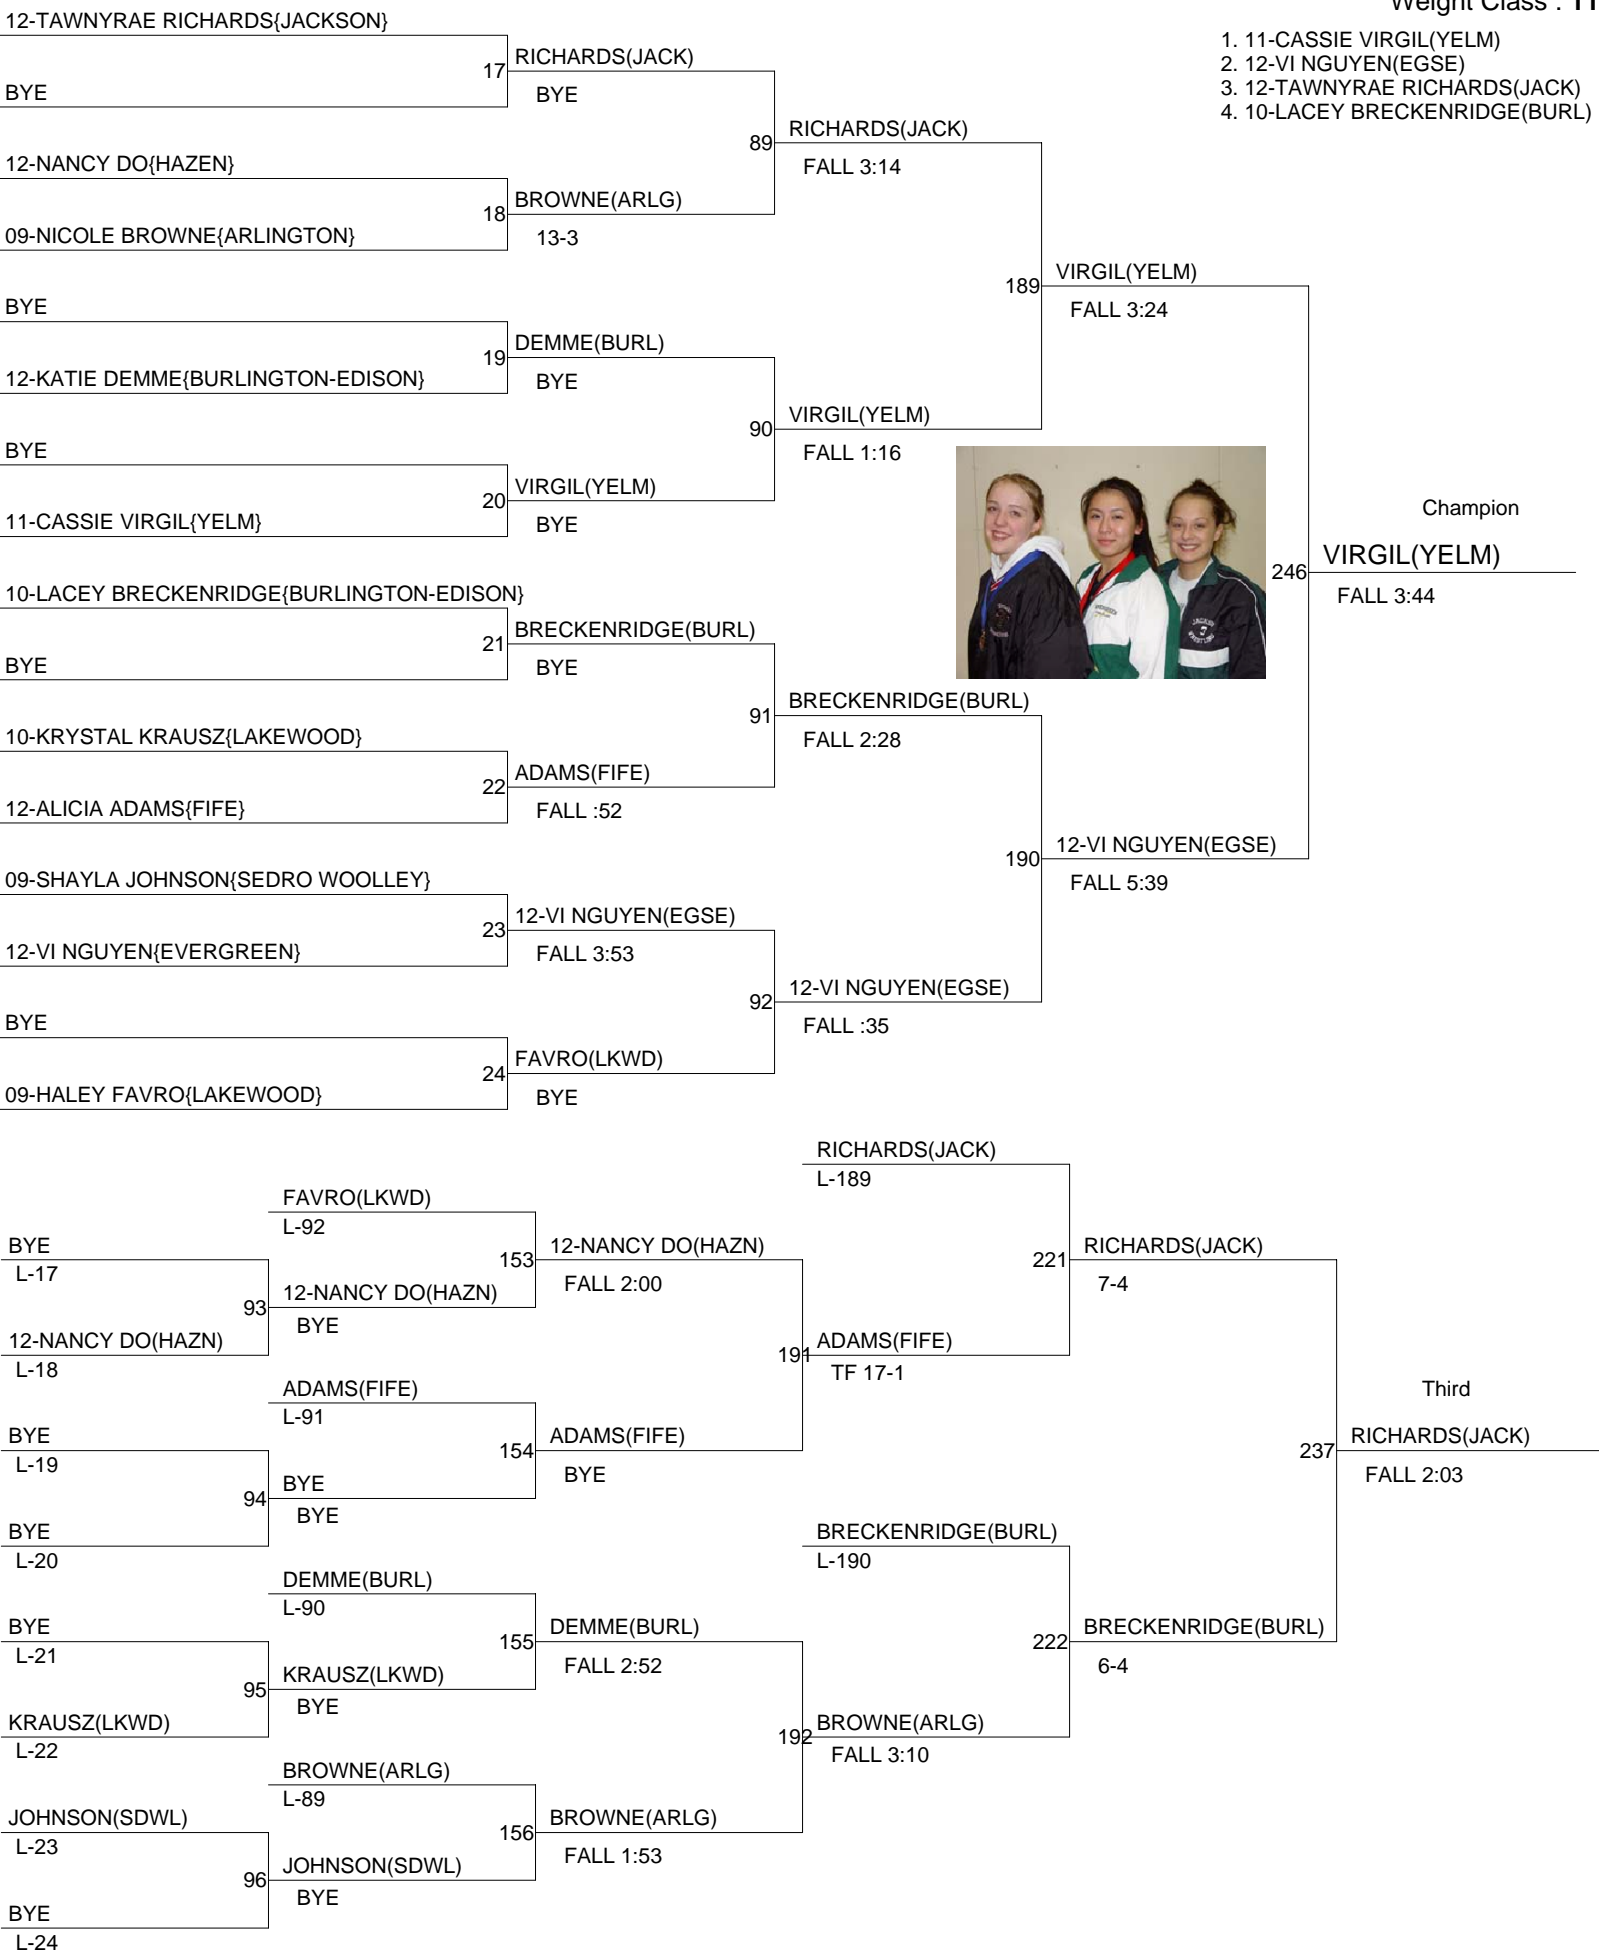 Weight Class : 11
1. 11-CASSIE VIRGIL(YELM)
2. 12-VI NGUYEN(EGSE)
3. 12-TAWNYRAE RICHARDS(JACK)
4. 10-LACEY BRECKENRIDGE(BURL)
12-TAWNYRAE RICHARDS{JACKSON}
17
RICHARDS(JACK)
BYE
BYE
89
RICHARDS(JACK)
FALL 3:14
12-NANCY DO{HAZEN}
18
BROWNE(ARLG)
13-3
09-NICOLE BROWNE{ARLINGTON}
189
VIRGIL(YELM)
FALL 3:24
BYE
19
DEMME(BURL)
BYE
12-KATIE DEMME{BURLINGTON-EDISON}
90
VIRGIL(YELM)
FALL 1:16
BYE
20
VIRGIL(YELM)
BYE
11-CASSIE VIRGIL{YELM}
Champion
246
VIRGIL(YELM)
FALL 3:44
10-LACEY BRECKENRIDGE{BURLINGTON-EDISON}
21
BRECKENRIDGE(BURL)
BYE
BYE
JACKSON
J
WRESTLING
91
BRECKENRIDGE(BURL)
FALL 2:28
10-KRYSTAL KRAUSZ{LAKEWOOD}
22
ADAMS(FIFE)
FALL :52
12-ALICIA ADAMS{FIFE}
190
12-VI NGUYEN(EGSE)
FALL 5:39
09-SHAYLA JOHNSON{SEDRO WOOLLEY}
23
12-VI NGUYEN(EGSE)
FALL 3:53
12-VI NGUYEN{EVERGREEN}
92
12-VI NGUYEN(EGSE)
FALL :35
BYE
24
FAVRO(LKWD)
BYE
09-HALEY FAVRO{LAKEWOOD}
RICHARDS(JACK)
L-189
FAVRO(LKWD)
L-92
BYE
L-17
153
12-NANCY DO(HAZN)
FALL 2:00
221
RICHARDS(JACK)
7-4
93
12-NANCY DO(HAZN)
BYE
12-NANCY DO(HAZN)
L-18
191
ADAMS(FIFE)
TF 17-1
ADAMS(FIFE)
L-91
Third
BYE
L-19
154
ADAMS(FIFE)
BYE
237
RICHARDS(JACK)
FALL 2:03
94
BYE
BYE
BYE
L-20
BRECKENRIDGE(BURL)
L-190
DEMME(BURL)
L-90
BYE
L-21
155
DEMME(BURL)
FALL 2:52
222
BRECKENRIDGE(BURL)
6-4
95
KRAUSZ(LKWD)
BYE
KRAUSZ(LKWD)
L-22
192
BROWNE(ARLG)
FALL 3:10
BROWNE(ARLG)
L-89
JOHNSON(SDWL)
L-23
156
BROWNE(ARLG)
FALL 1:53
96
JOHNSON(SDWL)
BYE
BYE
L-24